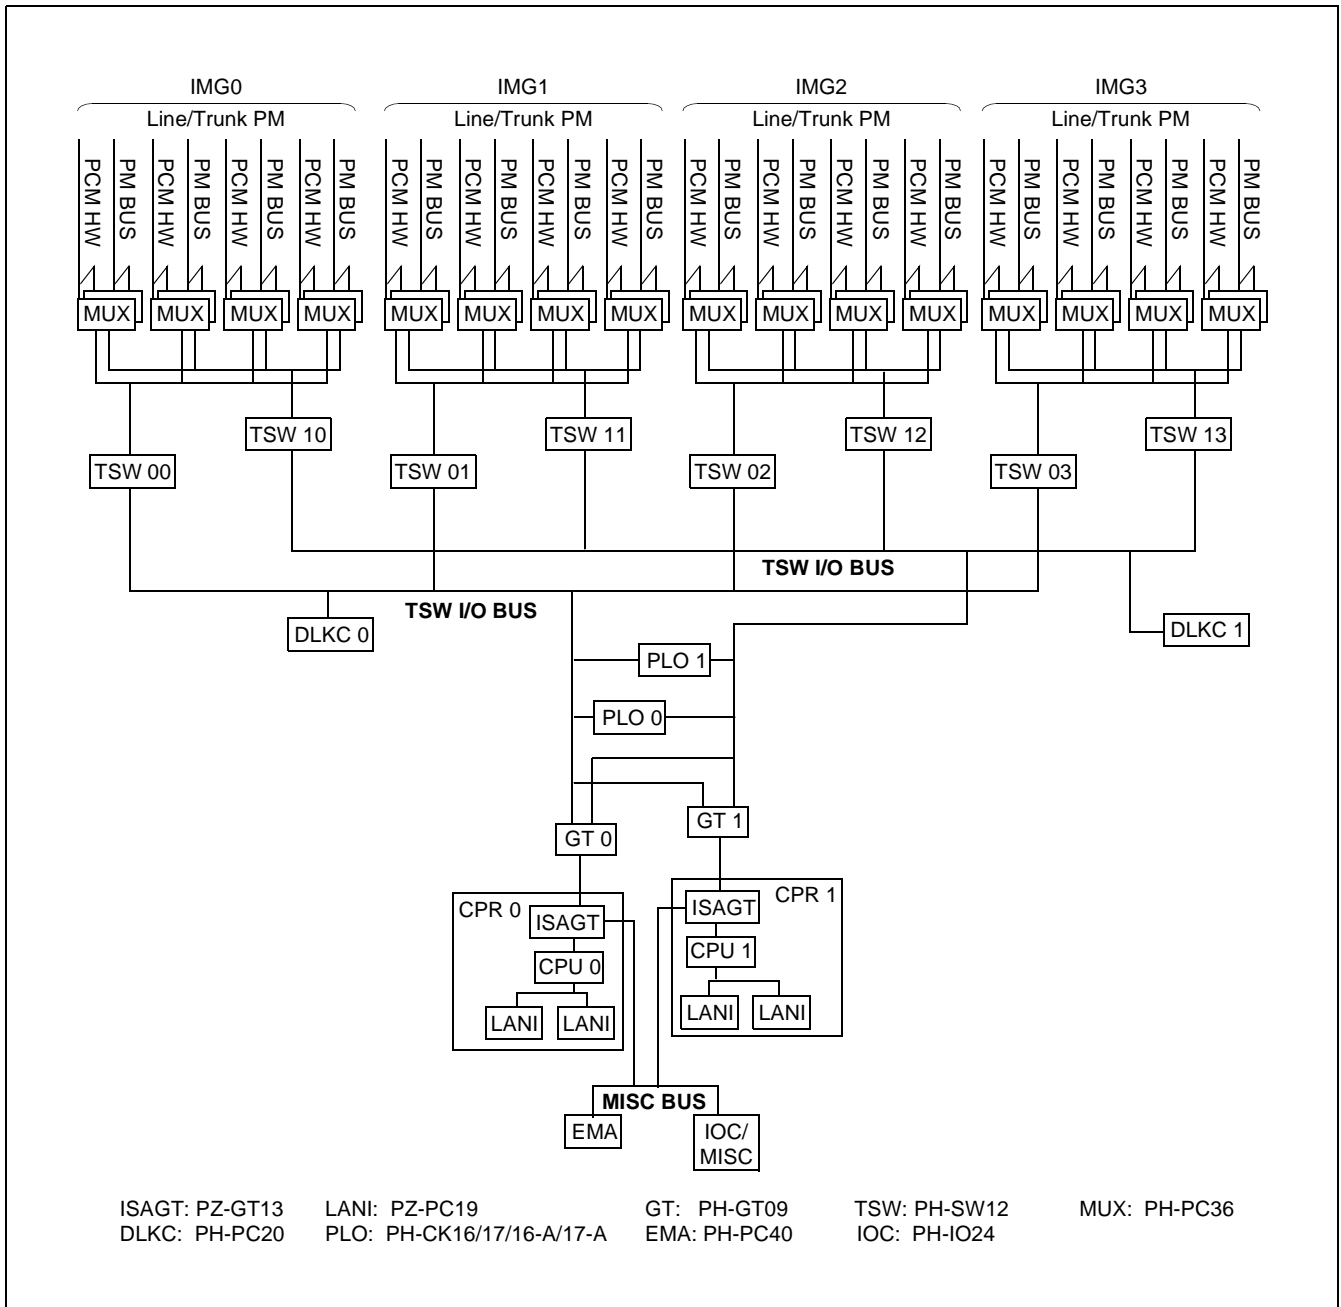 IMG0 IMG1 IMG2 IMG3
Line/Trunk PM Line/Trunk PM Line/Trunk PM Line/Trunk PM
PCM HW PM BUS PCM HW PM BUS PCM HW PM BUS PCM HW PM BUS PCM HW PM BUS PCM HW PM BUS PCM HW PM BUS PCM HW PM BUS PCM HW PM BUS PCM HW PM BUS PCM HW PM BUS PCM HW PM BUS PCM HW PM BUS PCM HW PM BUS PCM HW PM BUS PCM HW PM BUS
MUX MUX MUX MUX MUX MUX MUX MUX MUX MUX MUX MUX MUX MUX MUX MUX
TSW 10 TSW 11 TSW 12 TSW 13
TSW 00 TSW 01 TSW 02 TSW 03
TSW I/O BUS
TSW I/O BUS
DLKC 0 DLKC 1
PLO 1
PLO 0
GT 1
GT 0
CPR 1
CPR 0 ISAGT
ISAGT
CPU 1
CPU 0
LANI LANI
LANI LANI
MISC BUS
EMA IOC/
MISC
ISAGT: PZ-GT13 LANI: PZ-PC19 GT: PH-GT09 TSW: PH-SW12 MUX: PH-PC36
DLKC: PH-PC20 PLO: PH-CK16/17/16-A/17-A EMA: PH-PC40 IOC: PH-IO24